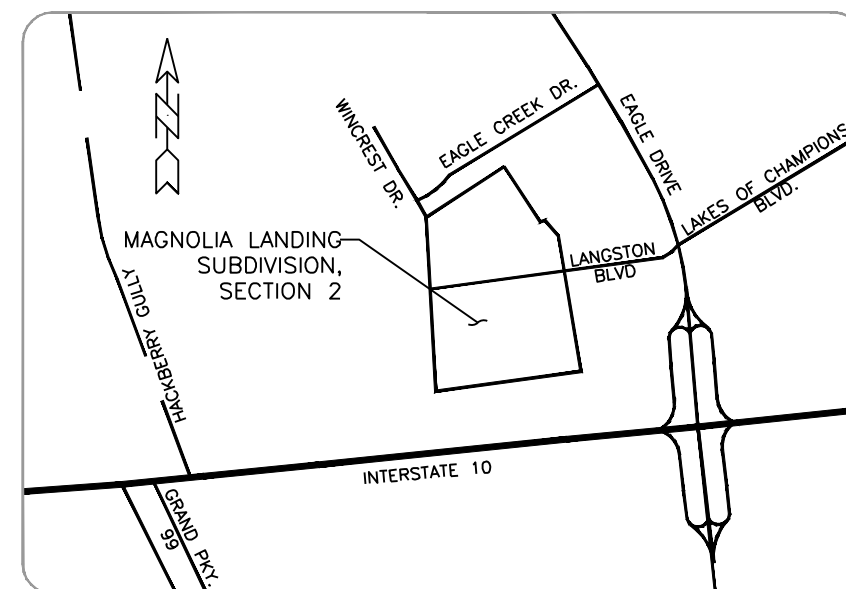 N
WINCREST DR.
EAGLE CREEK DR.
EAGLE DRIVE
LAKES OF CHAMPIONS
BLVD.
MAGNOLIA LANDING
SUBDIVISION,
SECTION 2
LANGSTON
BLVD
HACKBERRY GULLY
INTERSTATE 10
GRAND PKY.
99